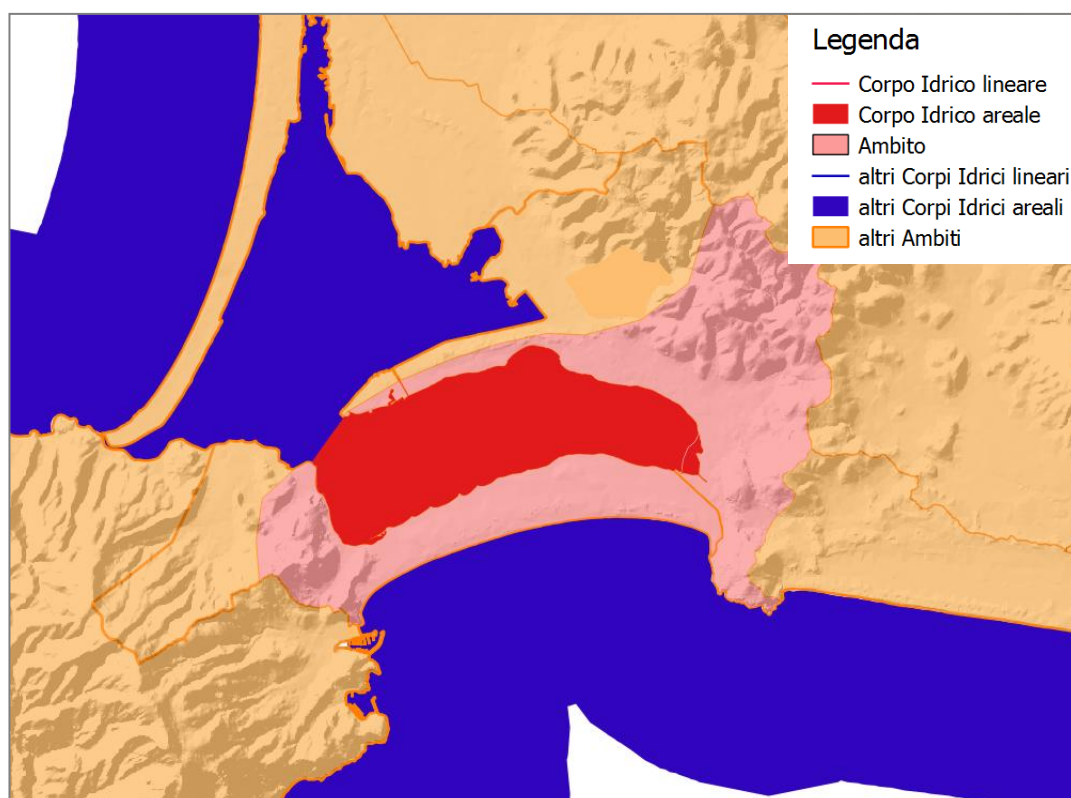 Legenda
Corpo Idrico lineare
Corpo Idrico areale
Ambito
altri Corpi Idrici lineari
altri Corpi Idrici areali
altri Ambiti